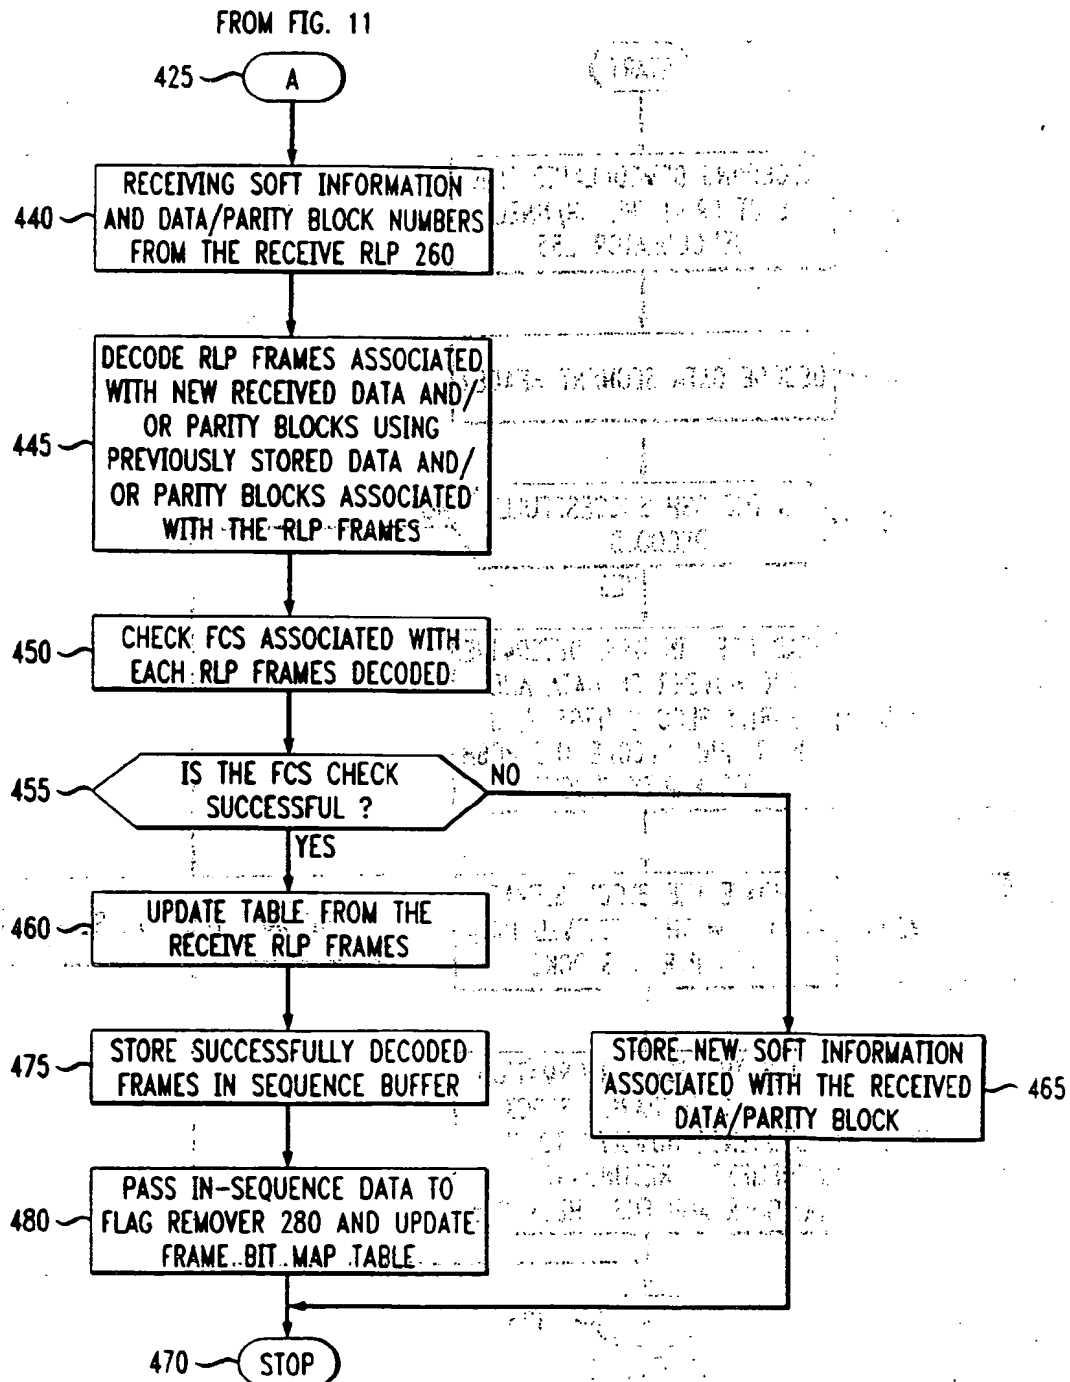 FROM FIG. 11
425
A
440
RECEIVING SOFT INFORMATION
AND DATA/PARITY BLOCK NUMBERS
FROM THE RECEIVE RLP 260
445
DECODE RLP FRAMES ASSOCIATED
WITH NEW RECEIVED DATA AND/
OR PARITY BLOCKS USING
PREVIOUSLY STORED DATA AND/
OR PARITY BLOCKS ASSOCIATED
WITH THE RLP FRAMES
450
CHECK FCS ASSOCIATED WITH
EACH RLP FRAMES DECODED
455
IS THE FCS CHECK
SUCCESSFUL ?
NO
YES
460
UPDATE TABLE FROM THE
RECEIVE RLP FRAMES
475
STORE SUCCESSFULLY DECODED
FRAMES IN SEQUENCE BUFFER
STORE NEW SOFT INFORMATION
ASSOCIATED WITH THE RECEIVED
DATA/PARITY BLOCK
465
480
PASS IN-SEQUENCE DATA TO
FLAG REMOVER 280 AND UPDATE
FRAME BIT MAP TABLE
470
STOP